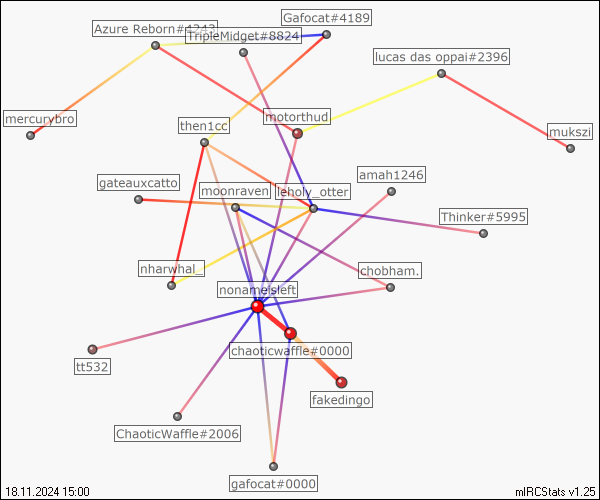 Gafocat#4189
Azure Reborn#4243
TripleMidget#8824
lucas das oppai#2396
mercurybro
then1cc
motorthud
mukszi
gateauxcatto
moonraven
leholy_otter
amah1246
Thinker#5995
nharwhal_
chobham.
nonameisleft
chaoticwaffle#0000
tt532
fakedingo
ChaoticWaffle#2006
gafocat#0000
18.11.2024 15:00
mIRCStats v1.25